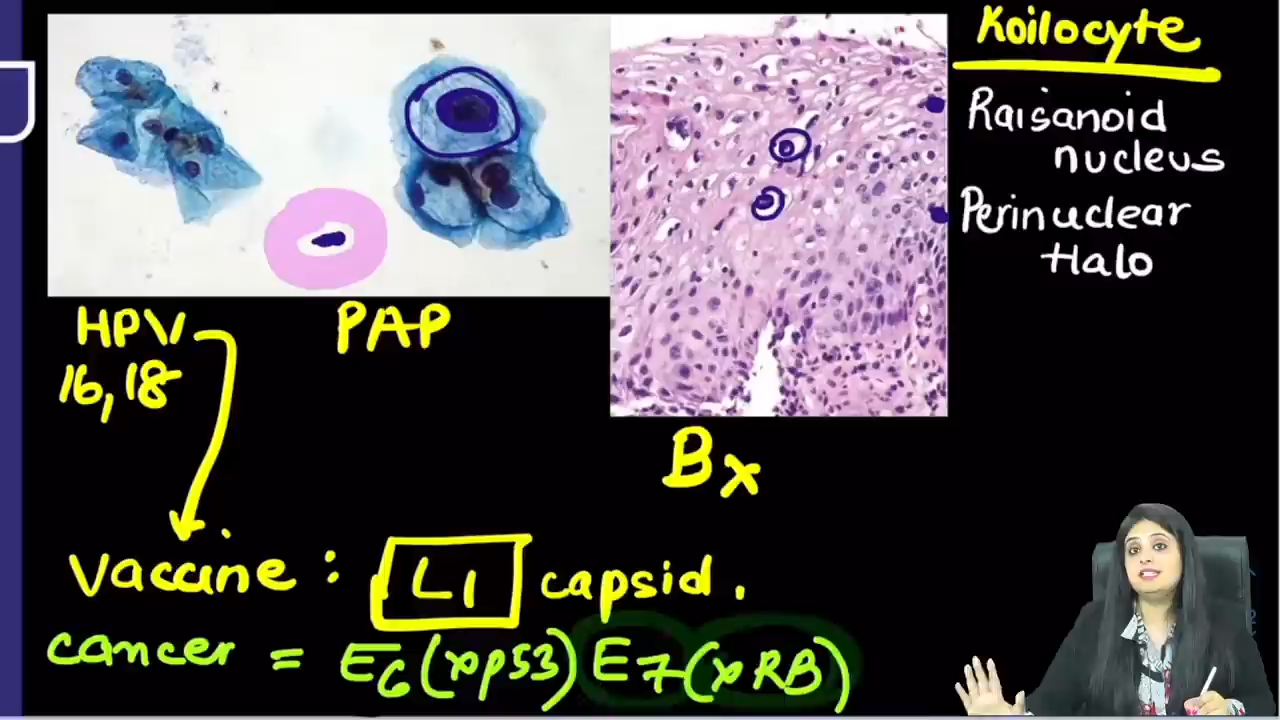 Koilocyte
Raisanoid
nucleus
Perinuclear
Halo
HPV
16, 18
PAP
Bx
Vaccine : L1 capsid.
cancer = E6 (xp53) E7 (xRB)